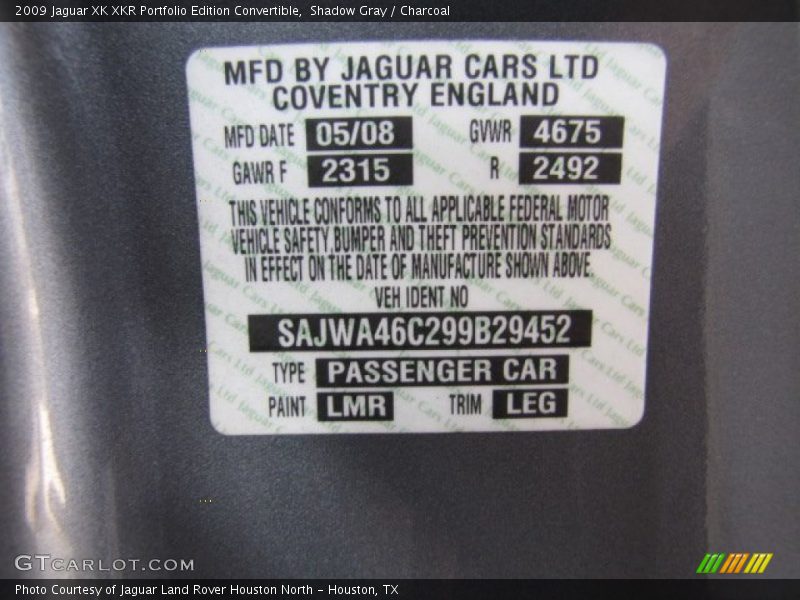 2009 Jaguar XK XKR Portfolio Edition Convertible, Shadow Gray / Charcoal
MFD BY JAGUAR CARS LTD
COVENTRY ENGLAND
MFD DATE 05/08 GVWR 4675
GAWR F 2315 R 2492
THIS VEHICLE CONFORMS TO ALL APPLICABLE FEDERAL MOTOR
VEHICLE SAFETY, BUMPER AND THEFT PREVENTION STANDARDS
IN EFFECT ON THE DATE OF MANUFACTURE SHOWN ABOVE.
VEH IDENT NO
SAJWA46C299B29452
TYPE PASSENGER CAR
PAINT LMR TRIM LEG
GTCARLOT.COM
Photo Courtesy of Jaguar Land Rover Houston North - Houston, TX